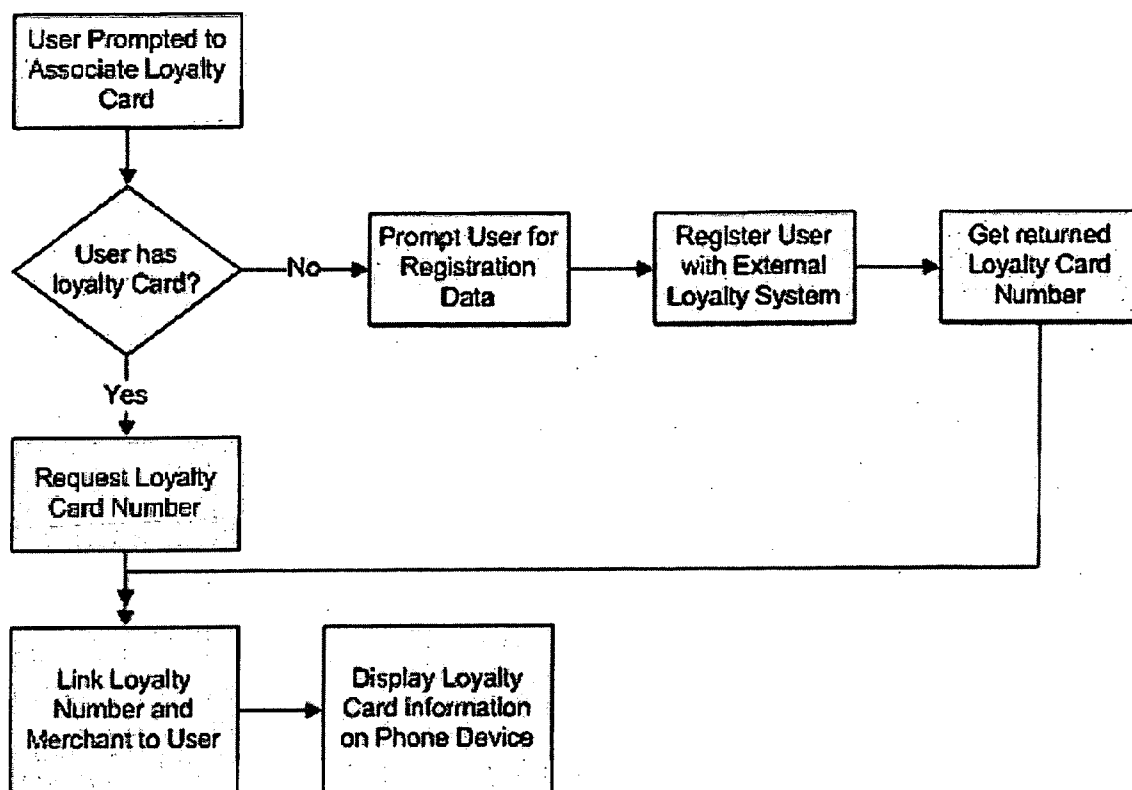 User Prompted to
Associate Loyalty
Card
User has
loyalty Card?
No
Prompt User for
Registration
Data
Register User
with External
Loyalty System
Get returned
Loyalty Card
Number
Yes
Request Loyalty
Card Number
Link Loyalty
Number and
Merchant to User
Display Loyalty
Card Information
on Phone Device